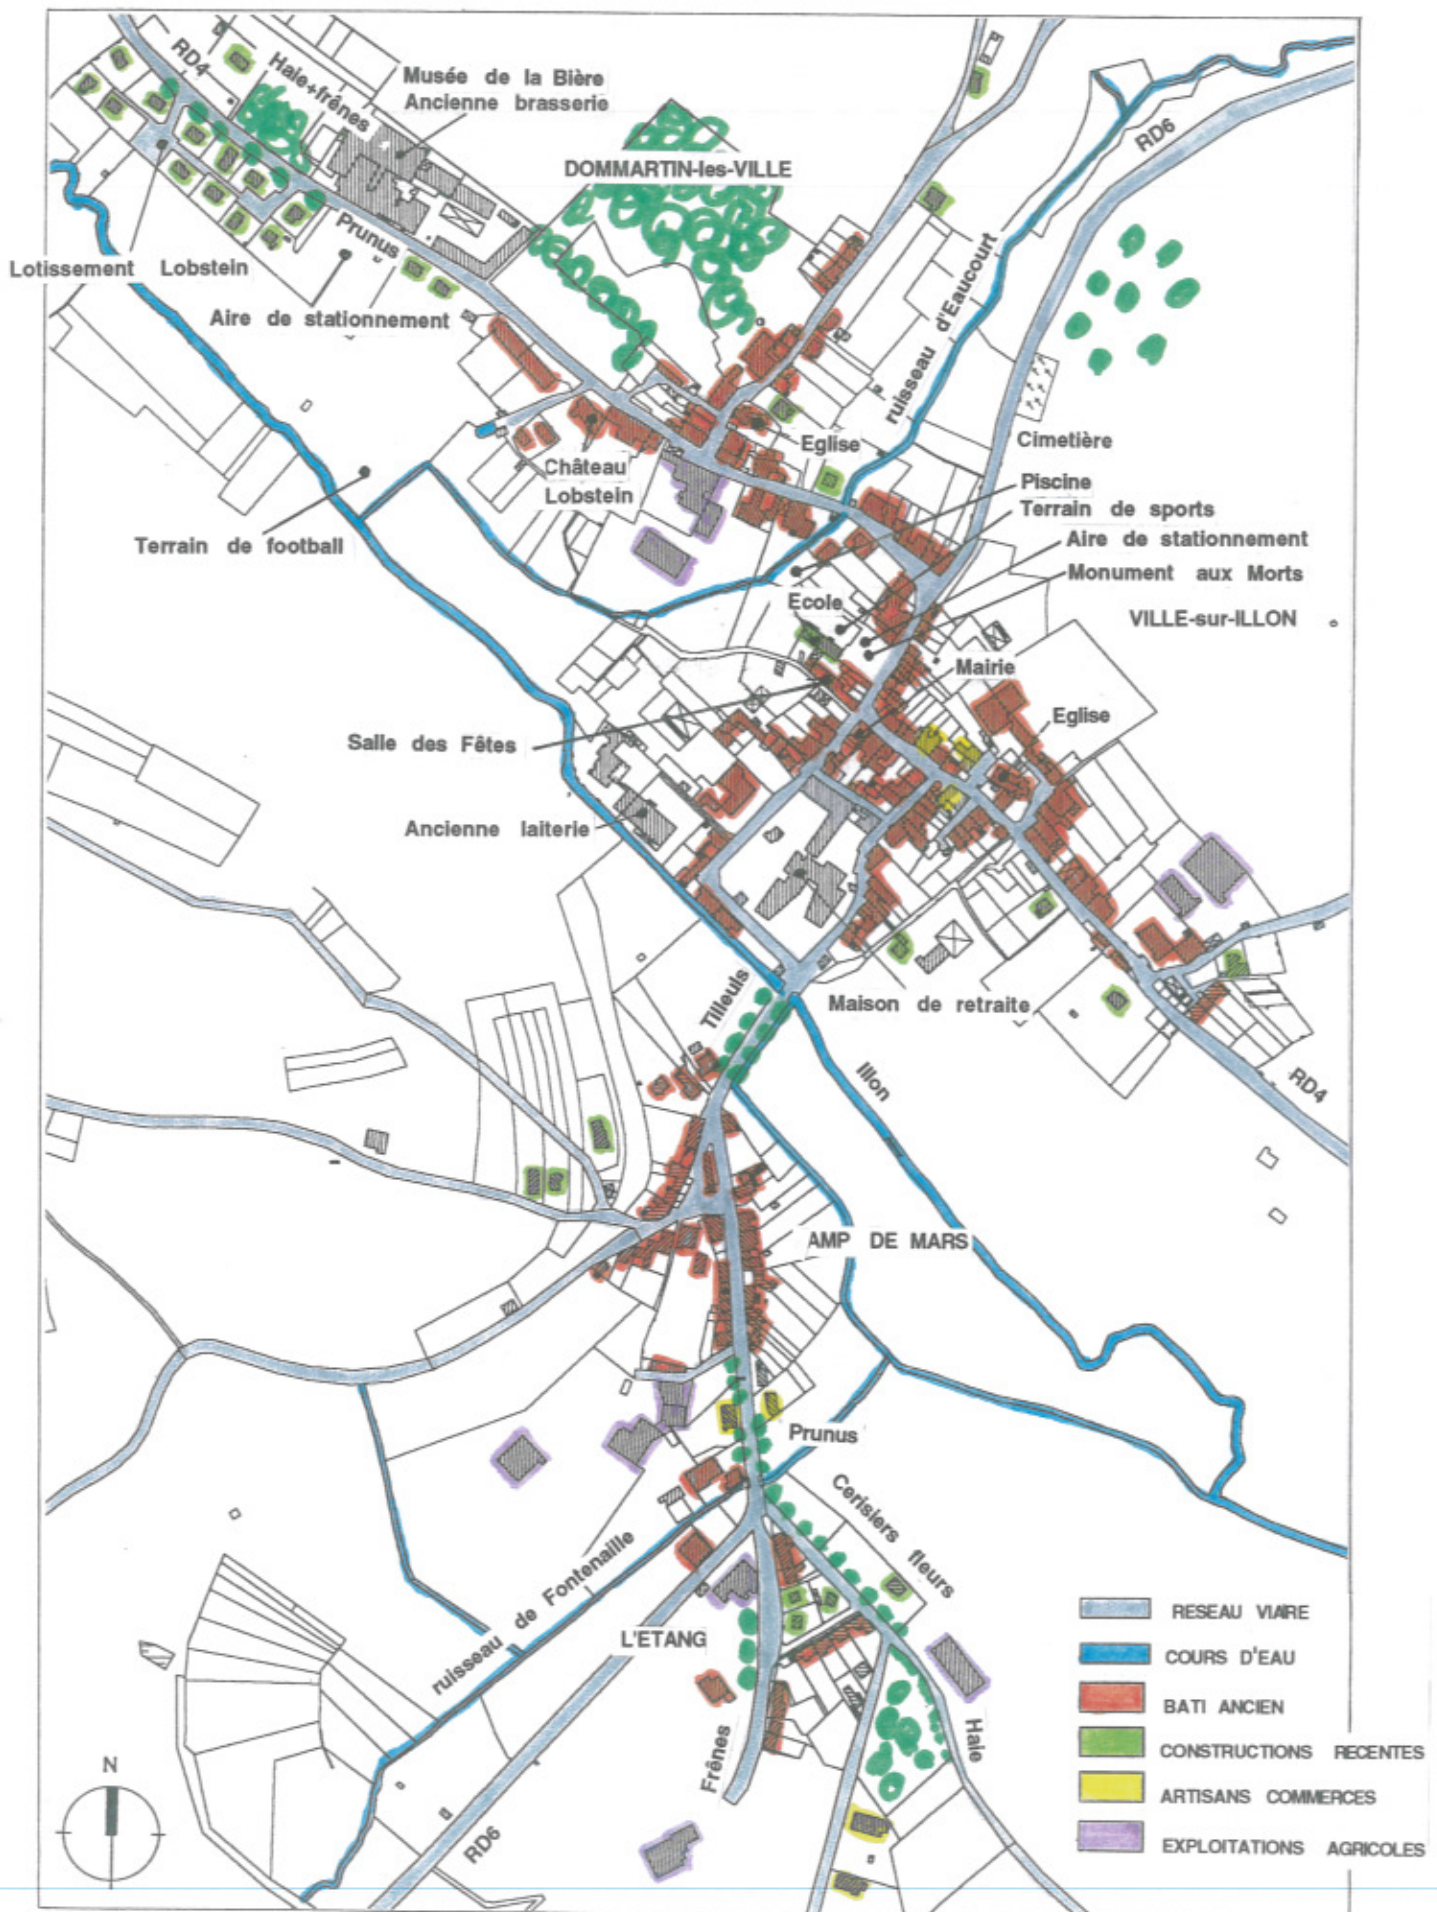 RD4
Haie+frênes
Musée de la Bière
Ancienne brasserie
DOMMARTIN-les-VILLE
RD6
Prunus
Lotissement Lobstein
Aire de stationnement
ruisseau d'Eaucourt
Cimetière
Eglise
Château
Lobstein
Piscine
Terrain de sports
Terrain de football
Aire de stationnement
Monument aux Morts
Ecole
VILLE-sur-ILLON
Mairie
Eglise
Salle des Fêtes
Ancienne laiterie
Tilleuls
Maison de retraite
Illon
RD4
AMP DE MARS
Prunus
Cerisiers fleurs
ruisseau de Fontenaille
L'ETANG
Frênes
Haie
RD6
N
RESEAU VIAIRE
COURS D'EAU
BATI ANCIEN
CONSTRUCTIONS RECENTES
ARTISANS COMMERCES
EXPLOITATIONS AGRICOLES